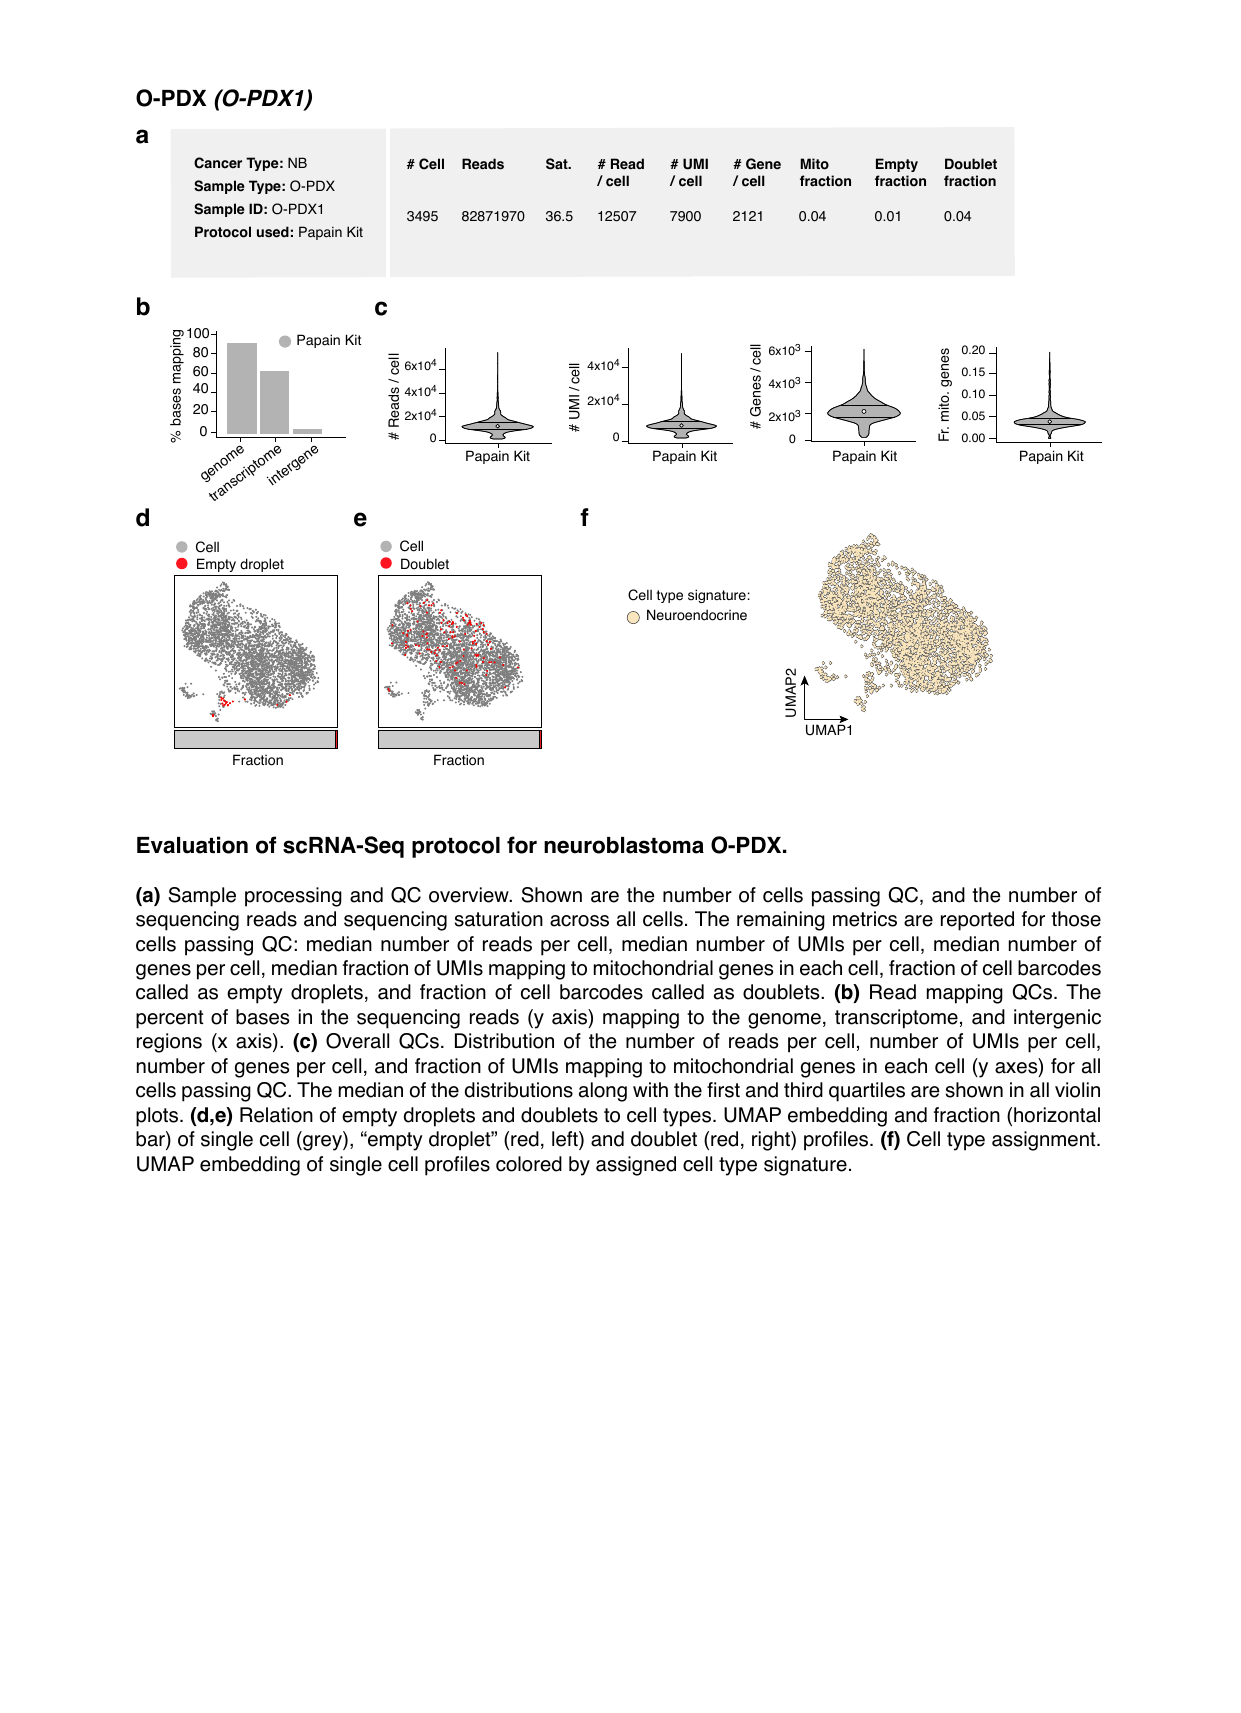 O-PDX (O-PDX1)
a
Cancer Type: NB
Sample Type: O-PDX
Sample ID: O-PDX1
Protocol used: Papain Kit
# Cell Reads Sat. # Read / cell # UMI / cell # Gene / cell Mito fraction Empty fraction Doublet fraction
3495 82871970 36.5 12507 7900 2121 0.04 0.01 0.04
b
% bases mapping
100
80
60
40
20
0
Papain Kit
genome
transcriptome
intergene
c
# Reads / cell
6x10⁴
4x10⁴
2x10⁴
0
Papain Kit
# UMI / cell
4x10⁴
2x10⁴
0
Papain Kit
# Genes / cell
6x10³
4x10³
2x10³
0
Papain Kit
Fr. mito. genes
0.20
0.15
0.10
0.05
0.00
Papain Kit
d
Cell
Empty droplet
Fraction
e
Cell
Doublet
Fraction
f
Cell type signature:
Neuroendocrine
UMAP2
UMAP1
Evaluation of scRNA-Seq protocol for neuroblastoma O-PDX.
(a) Sample processing and QC overview. Shown are the number of cells passing QC, and the number of
sequencing reads and sequencing saturation across all cells. The remaining metrics are reported for those
cells passing QC: median number of reads per cell, median number of UMIs per cell, median number of
genes per cell, median fraction of UMIs mapping to mitochondrial genes in each cell, fraction of cell barcodes
called as empty droplets, and fraction of cell barcodes called as doublets. (b) Read mapping QCs. The
percent of bases in the sequencing reads (y axis) mapping to the genome, transcriptome, and intergenic
regions (x axis). (c) Overall QCs. Distribution of the number of reads per cell, number of UMIs per cell,
number of genes per cell, and fraction of UMIs mapping to mitochondrial genes in each cell (y axes) for all
cells passing QC. The median of the distributions along with the first and third quartiles are shown in all violin
plots. (d,e) Relation of empty droplets and doublets to cell types. UMAP embedding and fraction (horizontal
bar) of single cell (grey), “empty droplet” (red, left) and doublet (red, right) profiles. (f) Cell type assignment.
UMAP embedding of single cell profiles colored by assigned cell type signature.